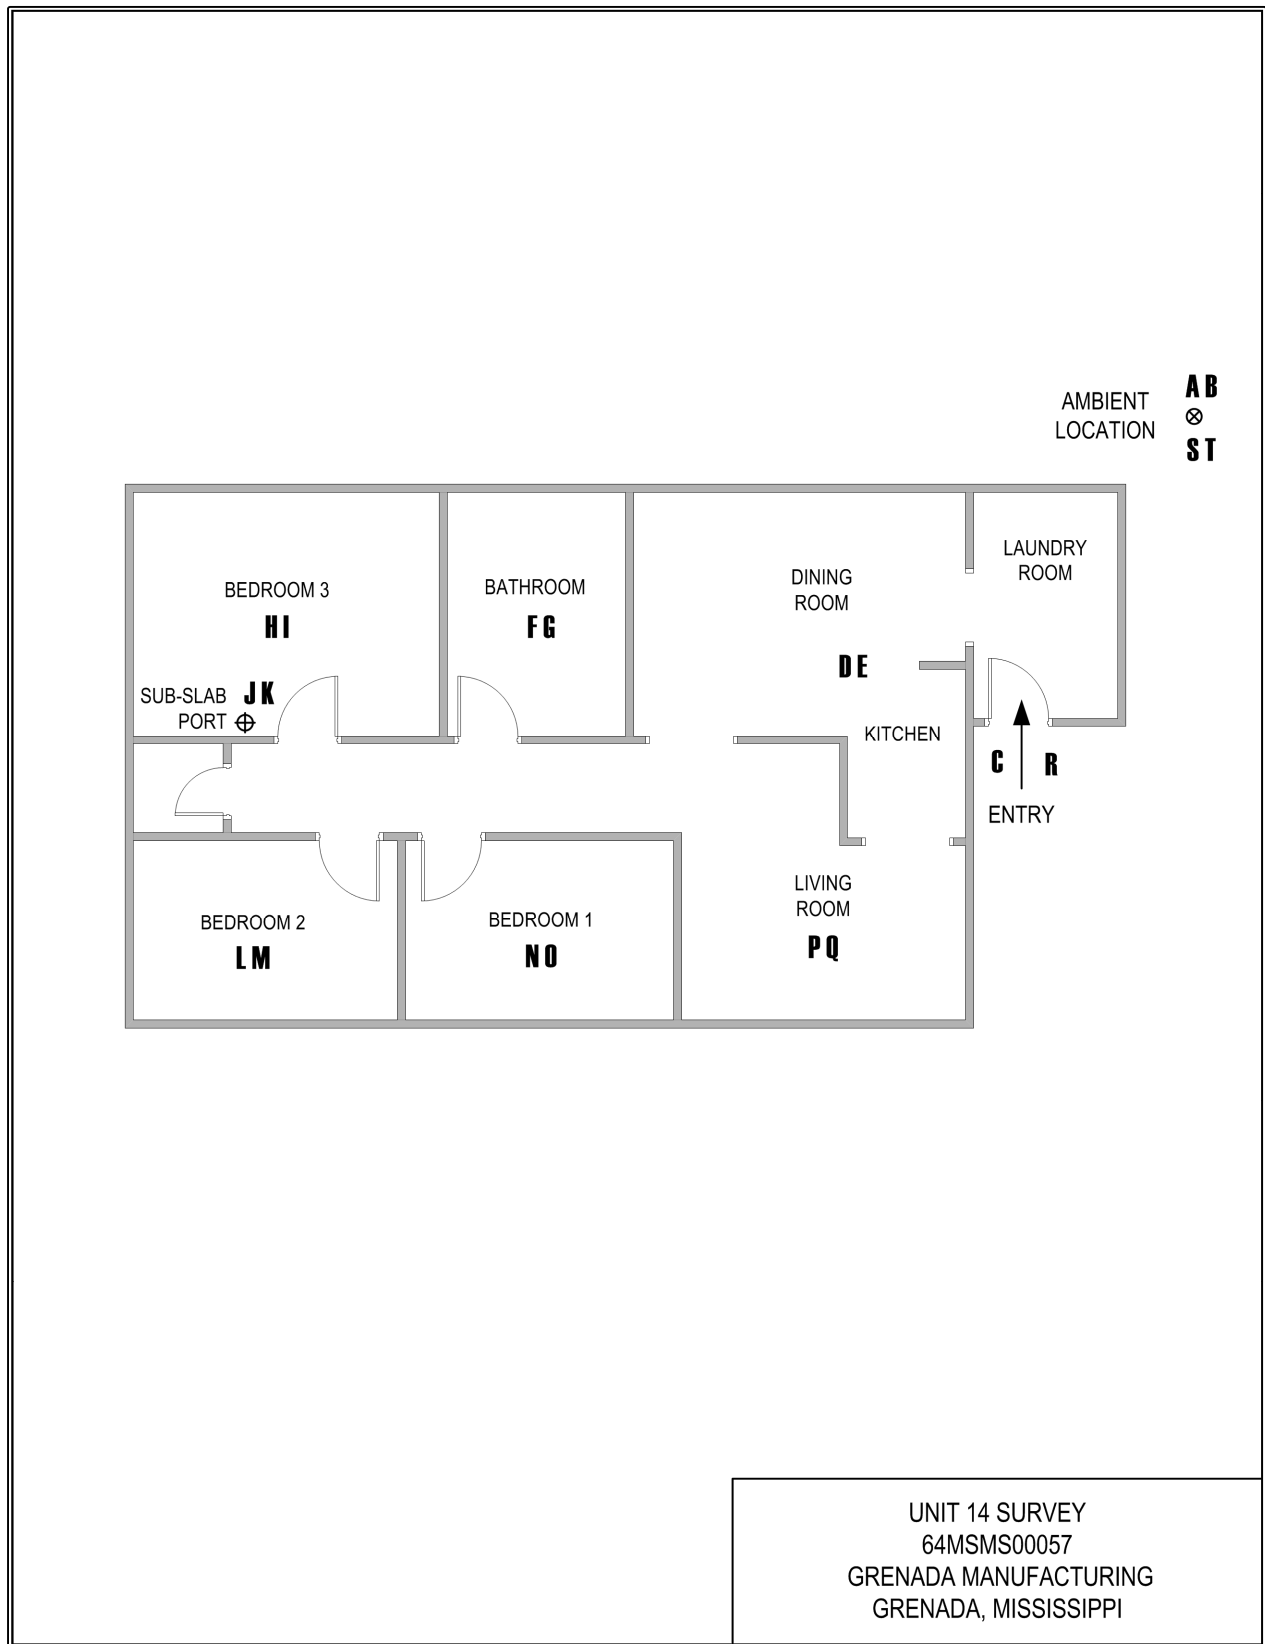 AMBIENT
LOCATION
A B
S T
LAUNDRY
ROOM
DINING
ROOM
BEDROOM 3
BATHROOM
H I
F G
D E
SUB-SLAB
PORT
J K
KITCHEN
C
R
ENTRY
LIVING
ROOM
P Q
BEDROOM 2
L M
BEDROOM 1
N O
UNIT 14 SURVEY
64MSMS00057
GRENADA MANUFACTURING
GRENADA, MISSISSIPPI